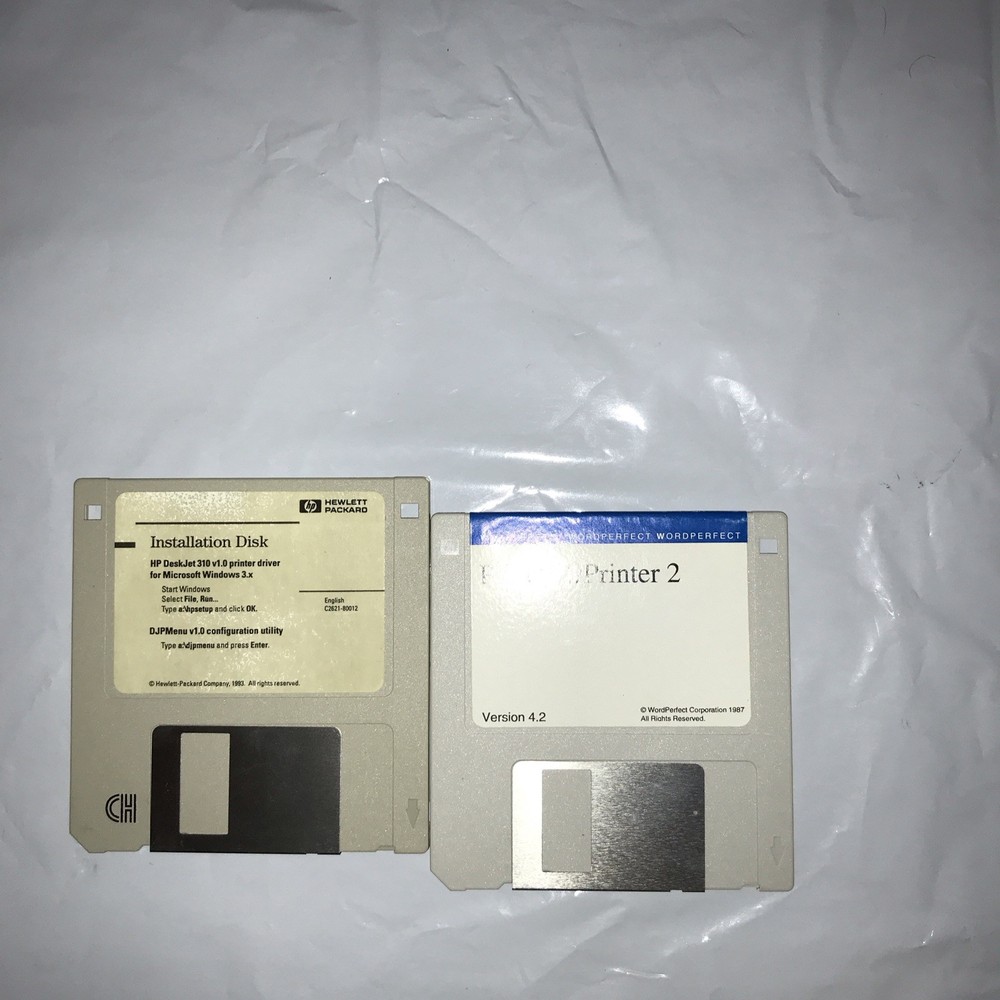 hp HEWLETT
PACKARD
Installation Disk
HP DeskJet 310 v1.0 printer driver
for Microsoft Windows 3.x
Start Windows
Select File, Run...
Type a:\hpsetup and click OK.
English
C2621-80012
DJPMenu v1.0 configuration utility
Type a:\djpmenu and press Enter.
© Hewlett-Packard Company, 1993. All rights reserved.
CH
WORDPERFECT WORDPERFECT
Printer 2
Version 4.2
© WordPerfect Corporation 1987
All Rights Reserved.